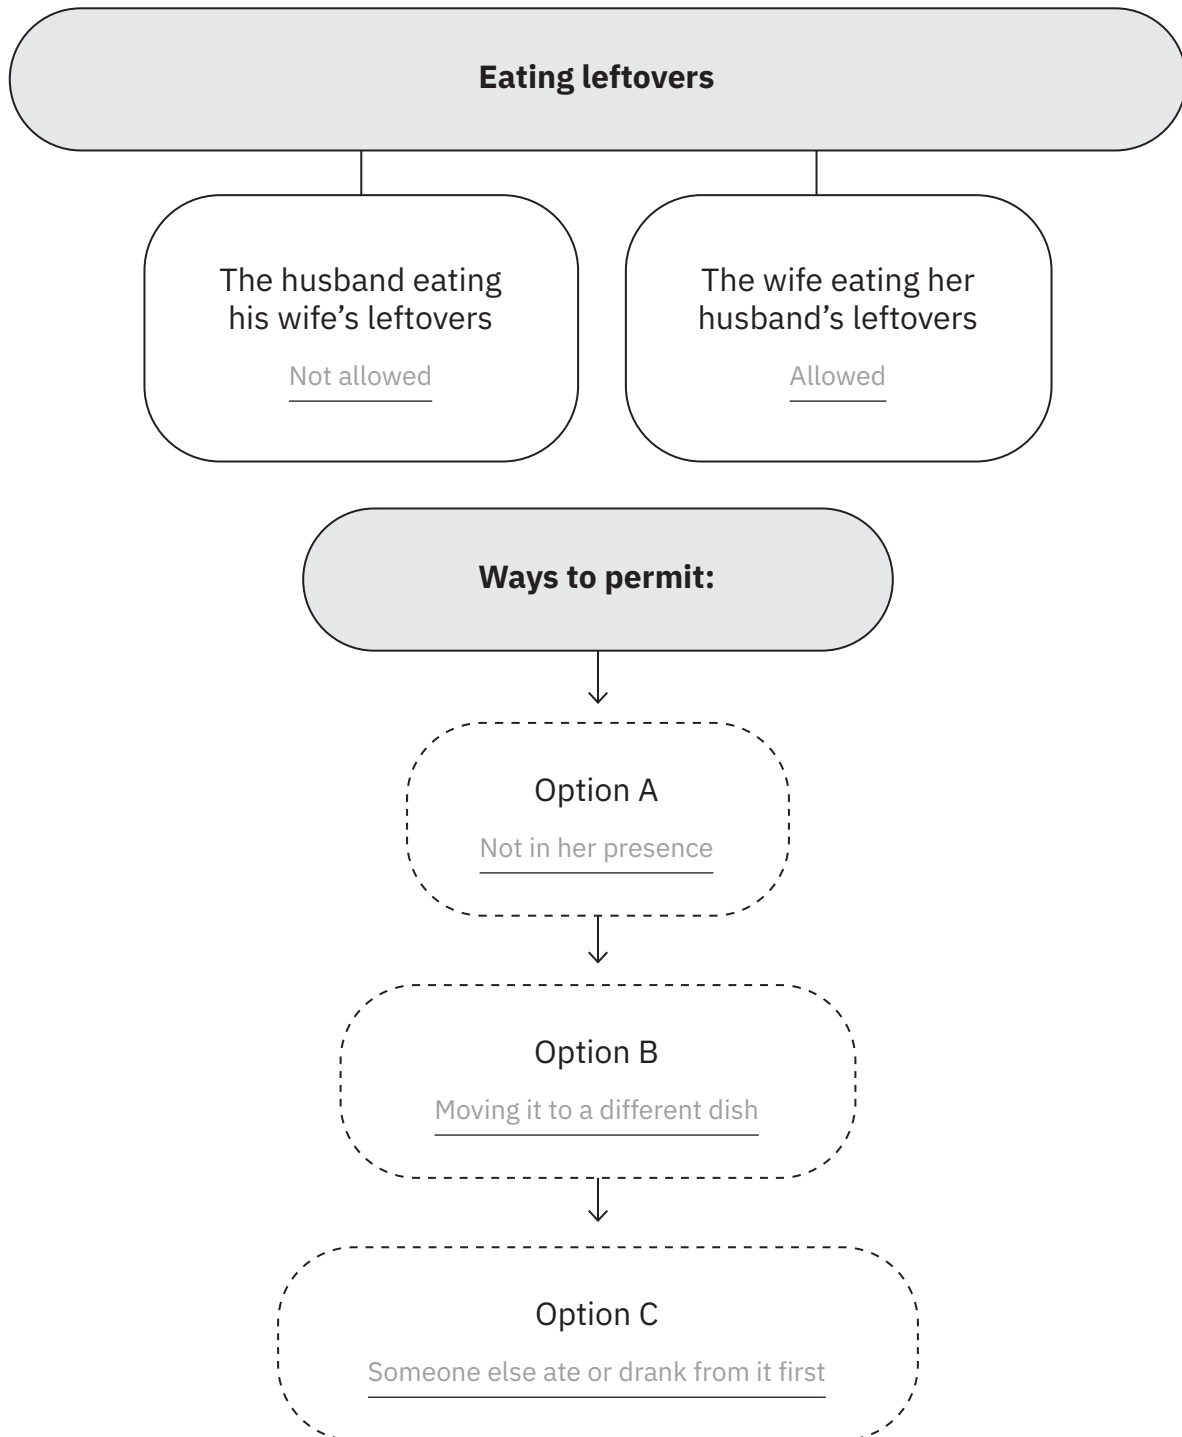 Eating leftovers
The husband eating
his wife’s leftovers
Not allowed
The wife eating her
husband’s leftovers
Allowed
Ways to permit:
Option A
Not in her presence
Option B
Moving it to a different dish
Option C
Someone else ate or drank from it first